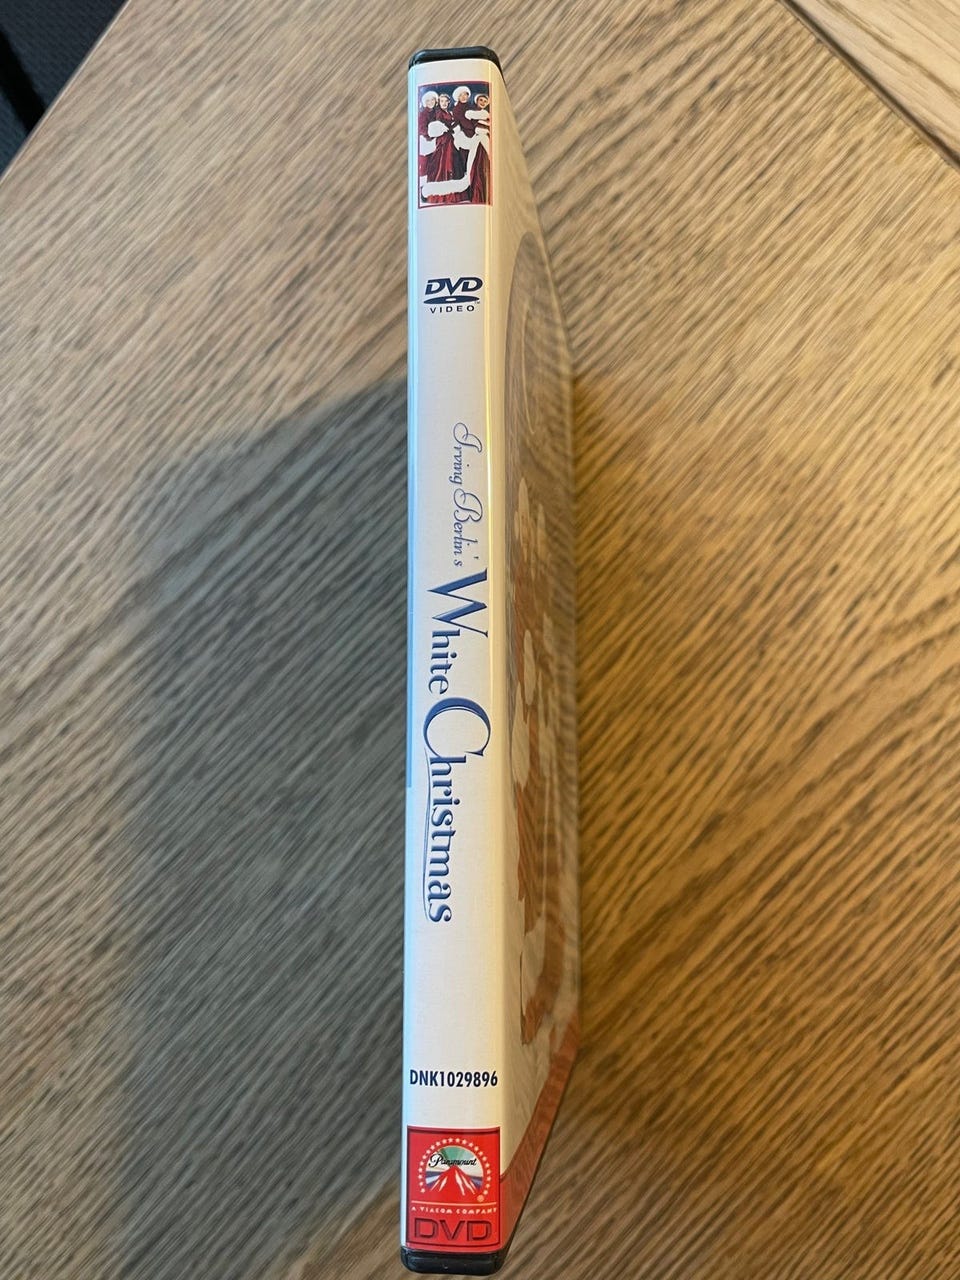 DVD
VIDEO
Irving Berlin's
White Christmas
DNK1029896
Paramount
A VIACOM COMPANY
DVD